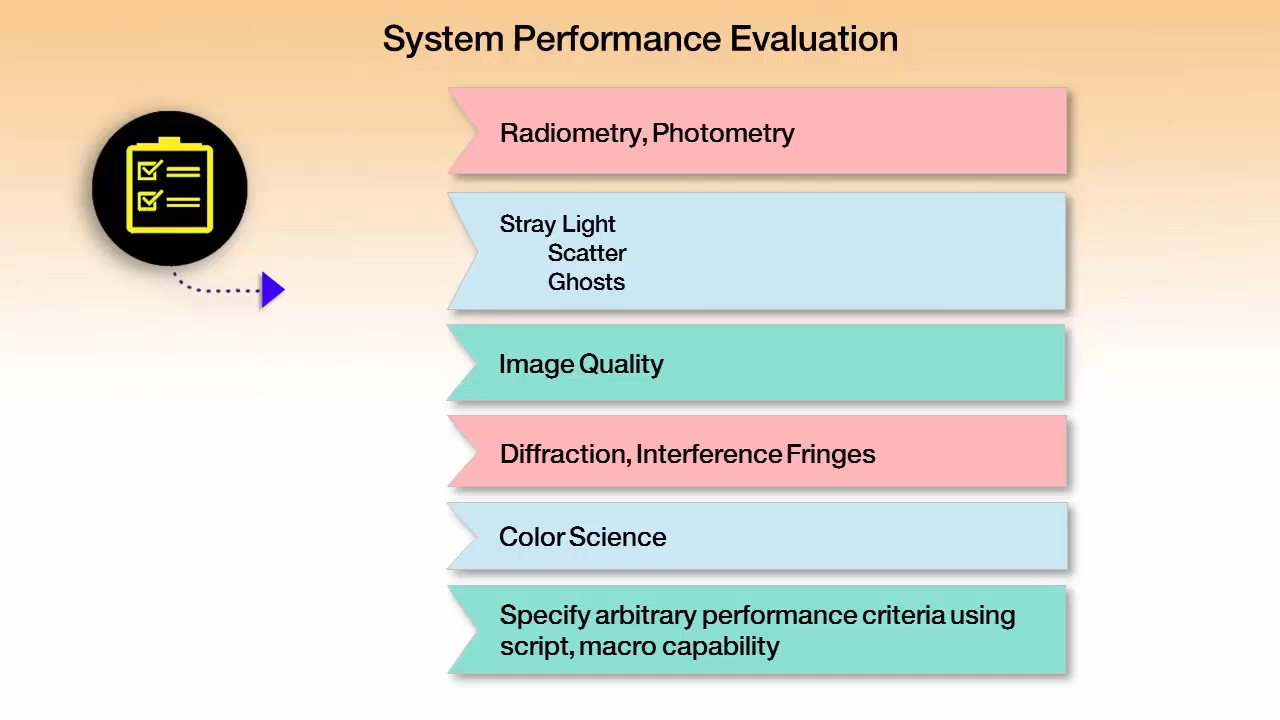 System Performance Evaluation
Radiometry, Photometry
Stray Light
Scatter
Ghosts
Image Quality
Diffraction, Interference Fringes
Color Science
Specify arbitrary performance criteria using
script, macro capability